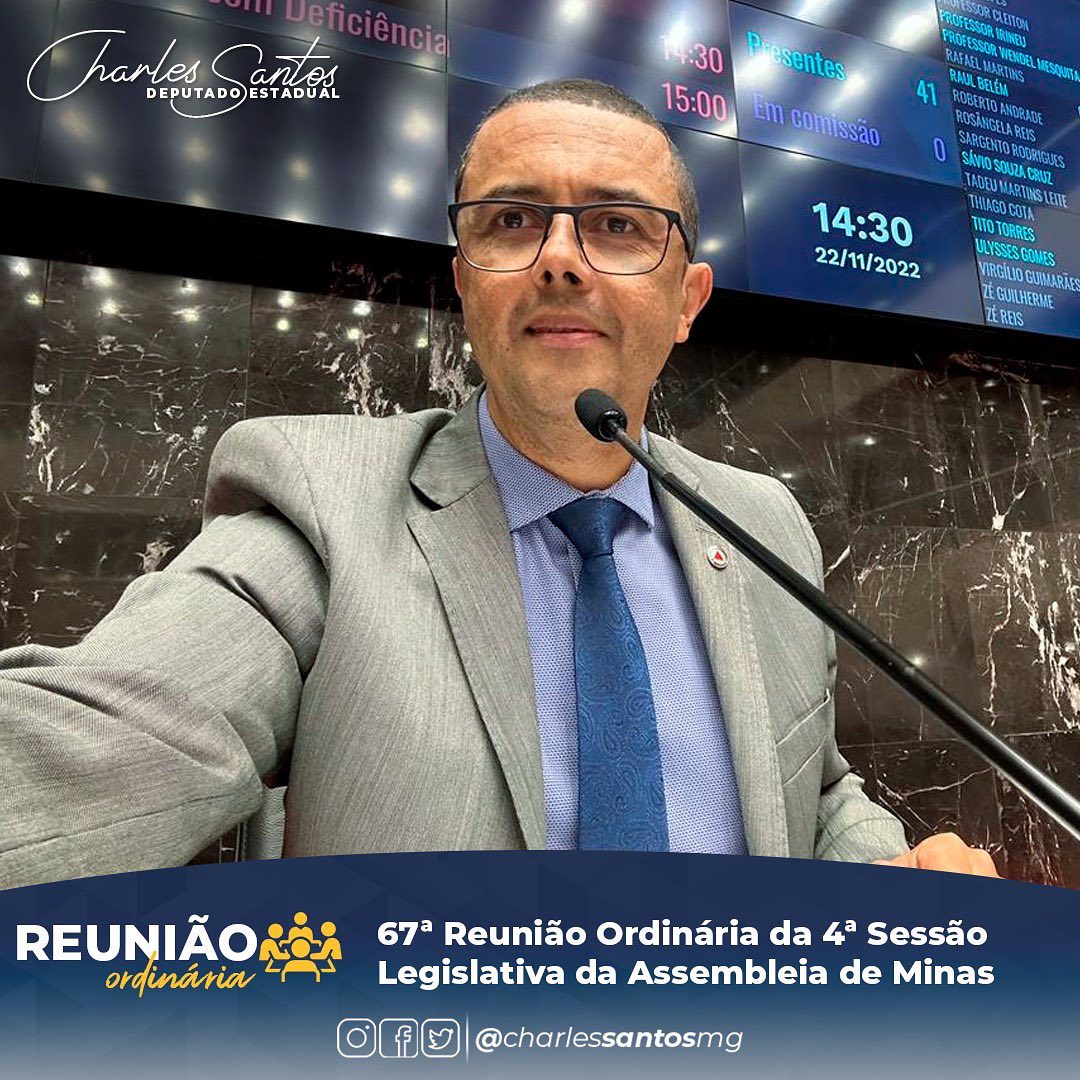 Charles Santos
DEPUTADO ESTADUAL
com Deficiência
14:30
15:00
Presentes 41
Em comissão 0
14:30
22/11/2022
PROFESSOR CLEITON
PROFESSOR IRINEU
PROFESSOR WENDEL MESQUITA
RAFAEL MARTINS
RAUL BELÉM
ROBERTO ANDRADE
ROSÂNGELA REIS
SARGENTO RODRIGUES
SÁVIO SOUZA CRUZ
TADEU MARTINS LEITE
THIAGO COTA
TITO TORRES
ULYSSES GOMES
VIRGÍLIO GUIMARÃES
ZÉ GUILHERME
ZÉ REIS
REUNIÃO
ordinária
67ª Reunião Ordinária da 4ª Sessão
Legislativa da Assembleia de Minas
@charlessantosmg